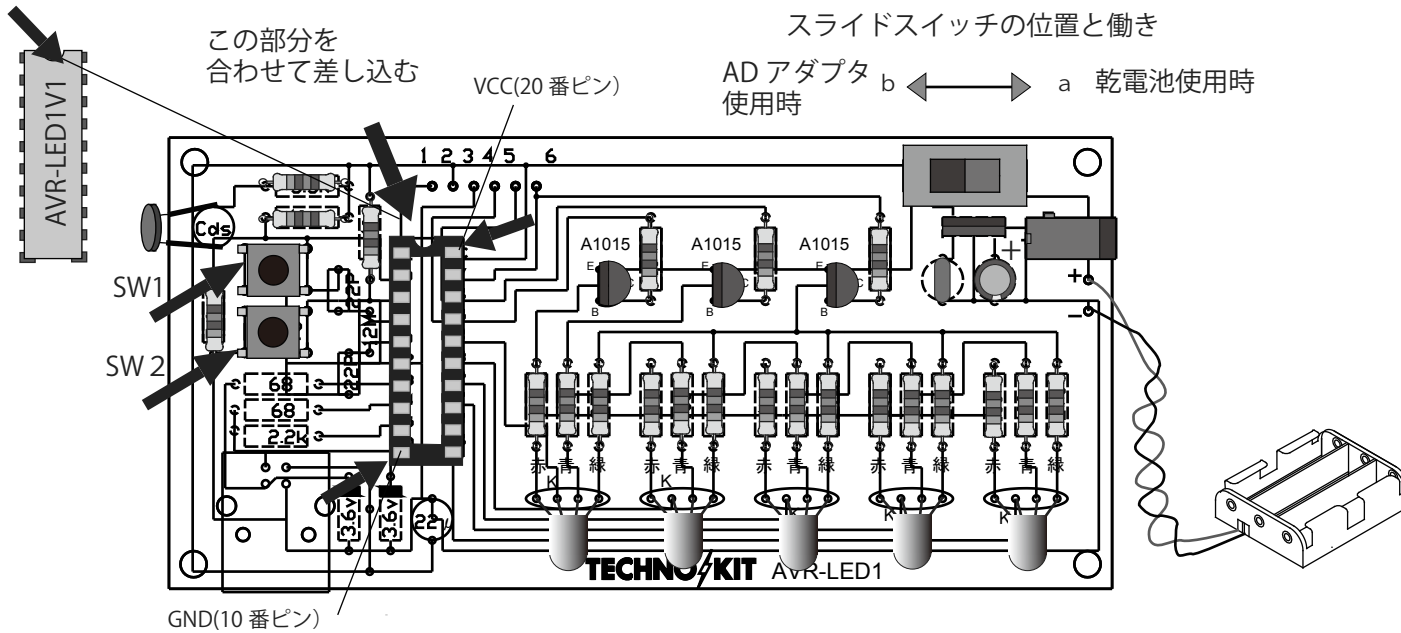 スライドスイッチの位置と働き
この部分を
合わせて差し込む
AD アダプタ
使用時
b
a
乾電池使用時
VCC(20 番ピン)
AVR-LED1V1
1 2 3 4 5 6
Cds
A1015
A1015
A1015
E
E
E
C
C
B
B
B
+
+
−
SW1
SW 2
22P
12M
22P
68
68
2.2k
赤 青 緑 赤 青 緑 赤 青 緑 赤 青 緑 赤 青 緑
K
K
K
K
K
3.6v
3.6v
22μ
TECHNO KIT AVR-LED1
GND(10 番ピン)